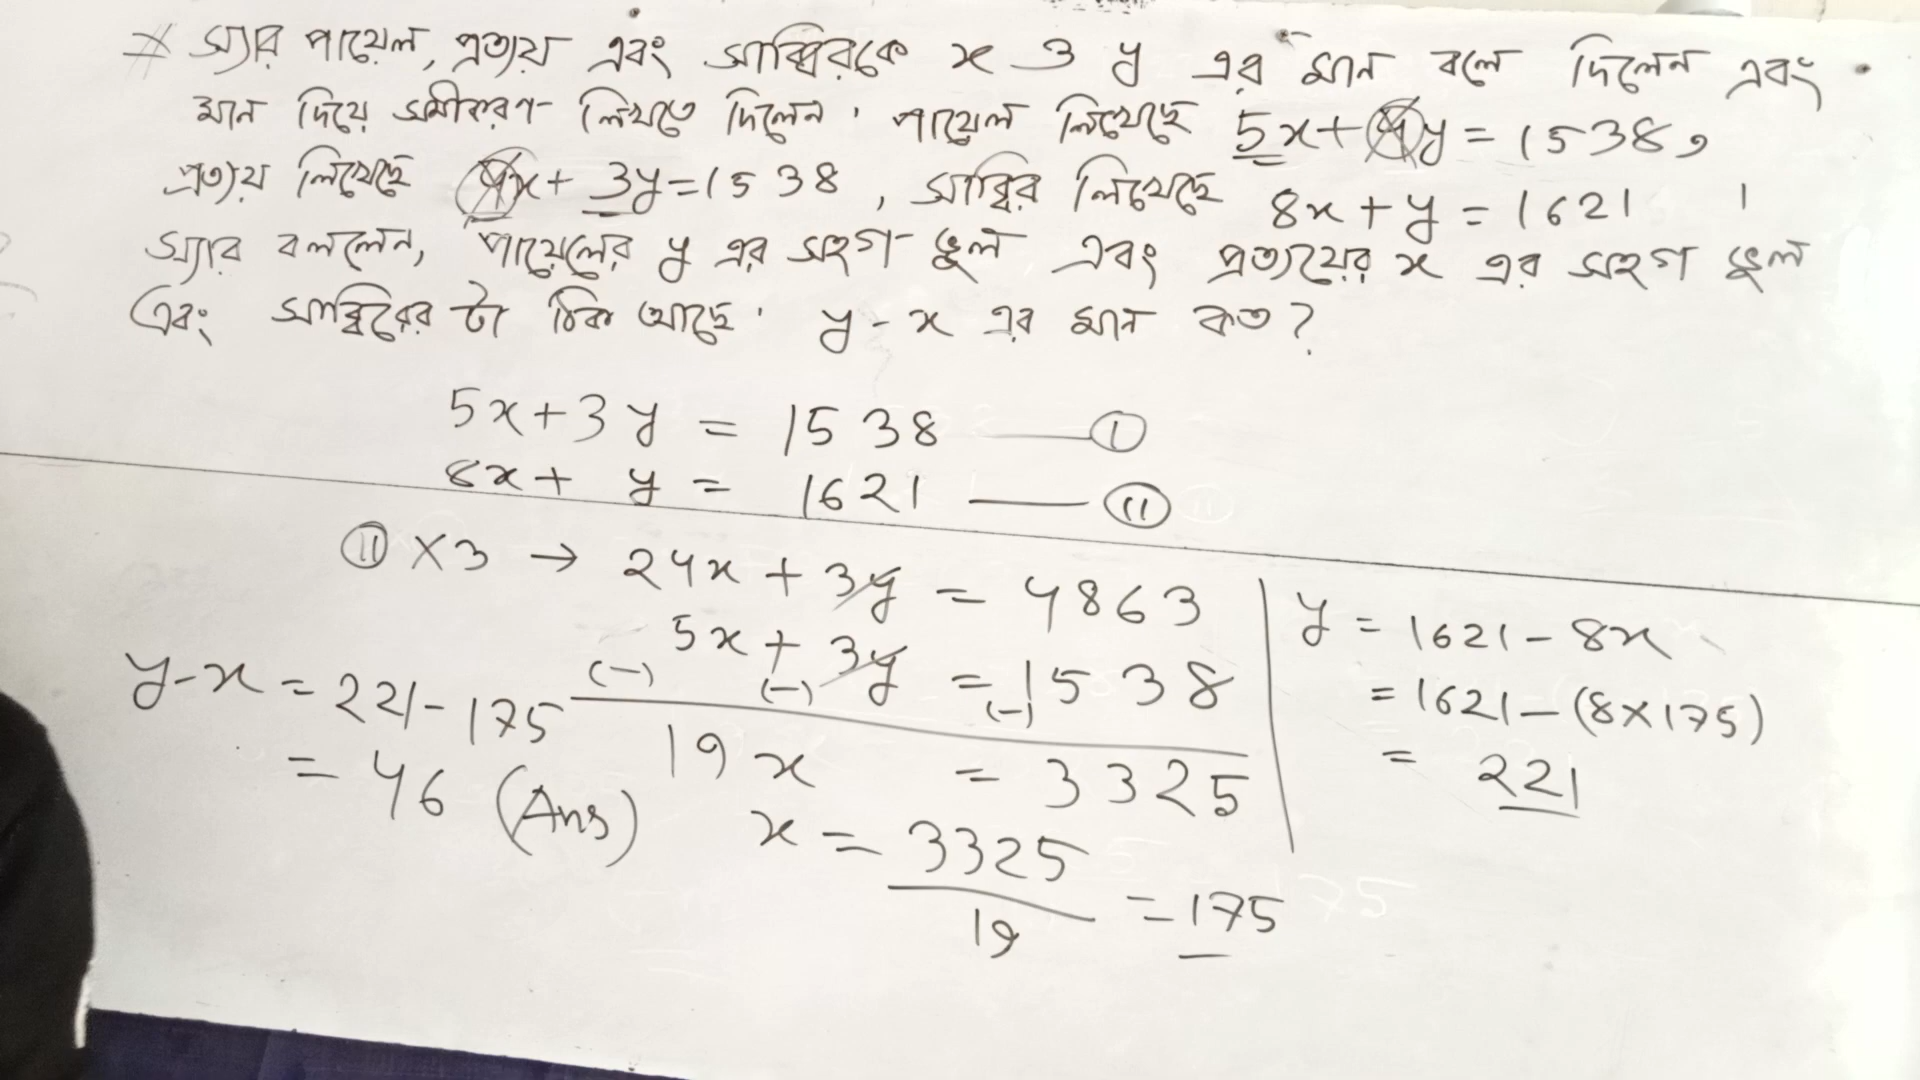 * স্যার পায়েল, প্রত্যয় এবং সাব্বিরকে x ও y এর মান বলে দিলেন এবং
মান দিয়ে সমীকরণ লিখতে দিলেন। পায়েল লিখেছে 5x+4y=1538,
প্রত্যয় লিখেছে 4x+3y=1538, সাব্বির লিখেছে 8x+y=1621।
স্যার বললেন, পায়েলের y এর সহগ ভুল এবং প্রত্যয়ের x এর সহগ ভুল
এবং সাব্বিরের টা ঠিক আছে। y-x এর মান কত?
5x+3y = 1538 —— (I)
8x+ y = 1621 —— (II)
(II) ×3 → 24x + 3y = 4863
5x + 3y = 1538
(-) (-) (-)
19x = 3325
x = 3325/19 = 175
y = 1621-8x
= 1621-(8×175)
= 221
y-x = 221-175
= 46 (Ans)